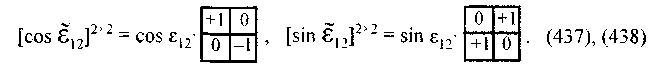 [cos ε̃₁₂]²˃² = cos ε₁₂· +1 0 0 −1 , [sin ε̃₁₂]²˃² = sin ε₁₂· 0 +1 +1 0 . (437), (438)